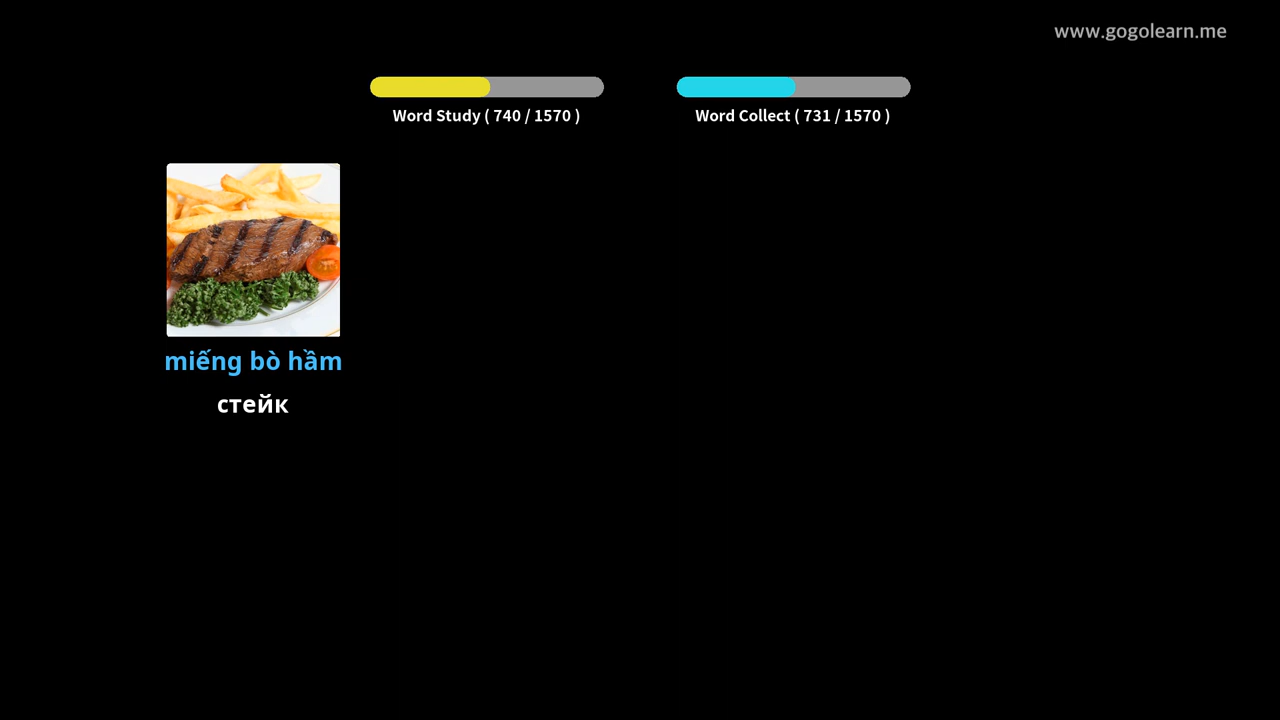 www.gogolearn.me
Word Study ( 740 / 1570 )
Word Collect ( 731 / 1570 )
miếng bò hầm
стейк